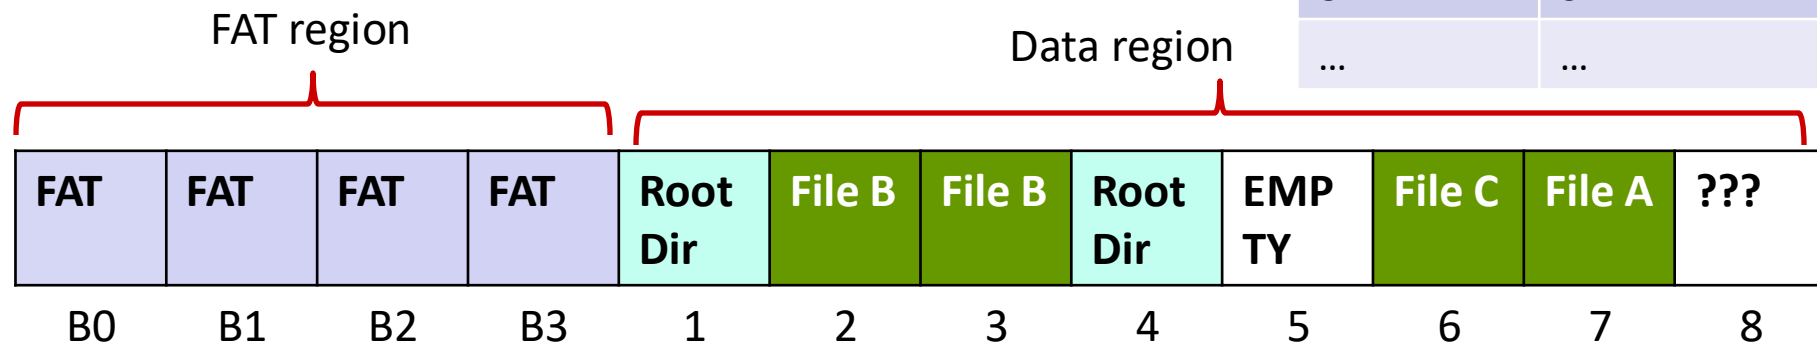 FAT region
Data region
… …
FAT FAT FAT FAT Root Dir File B File B Root Dir EMP TY File C File A ???
B0 B1 B2 B3 1 2 3 4 5 6 7 8